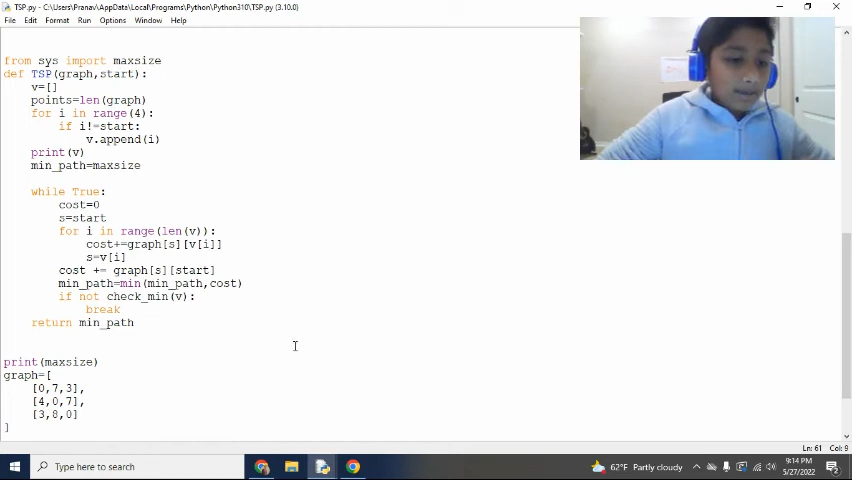 TSP.py - C:\Users\Pranav\AppData\Local\Programs\Python\Python310\TSP.py (3.10.0)
File Edit Format Run Options Window Help
from sys import maxsize
def TSP(graph,start):
    v=[]
    points=len(graph)
    for i in range(4):
        if i!=start:
            v.append(i)
    print(v)
    min_path=maxsize
    while True:
        cost=0
        s=start
        for i in range(len(v)):
            cost+=graph[s][v[i]]
            s=v[i]
        cost += graph[s][start]
        min_path=min(min_path,cost)
        if not check_min(v):
            break
    return min_path
print(maxsize)
graph=[
    [0,7,3],
    [4,0,7],
    [3,8,0]
]
Ln: 61 Col: 9
Type here to search
62°F Partly cloudy
9:14 PM
5/27/2022
2